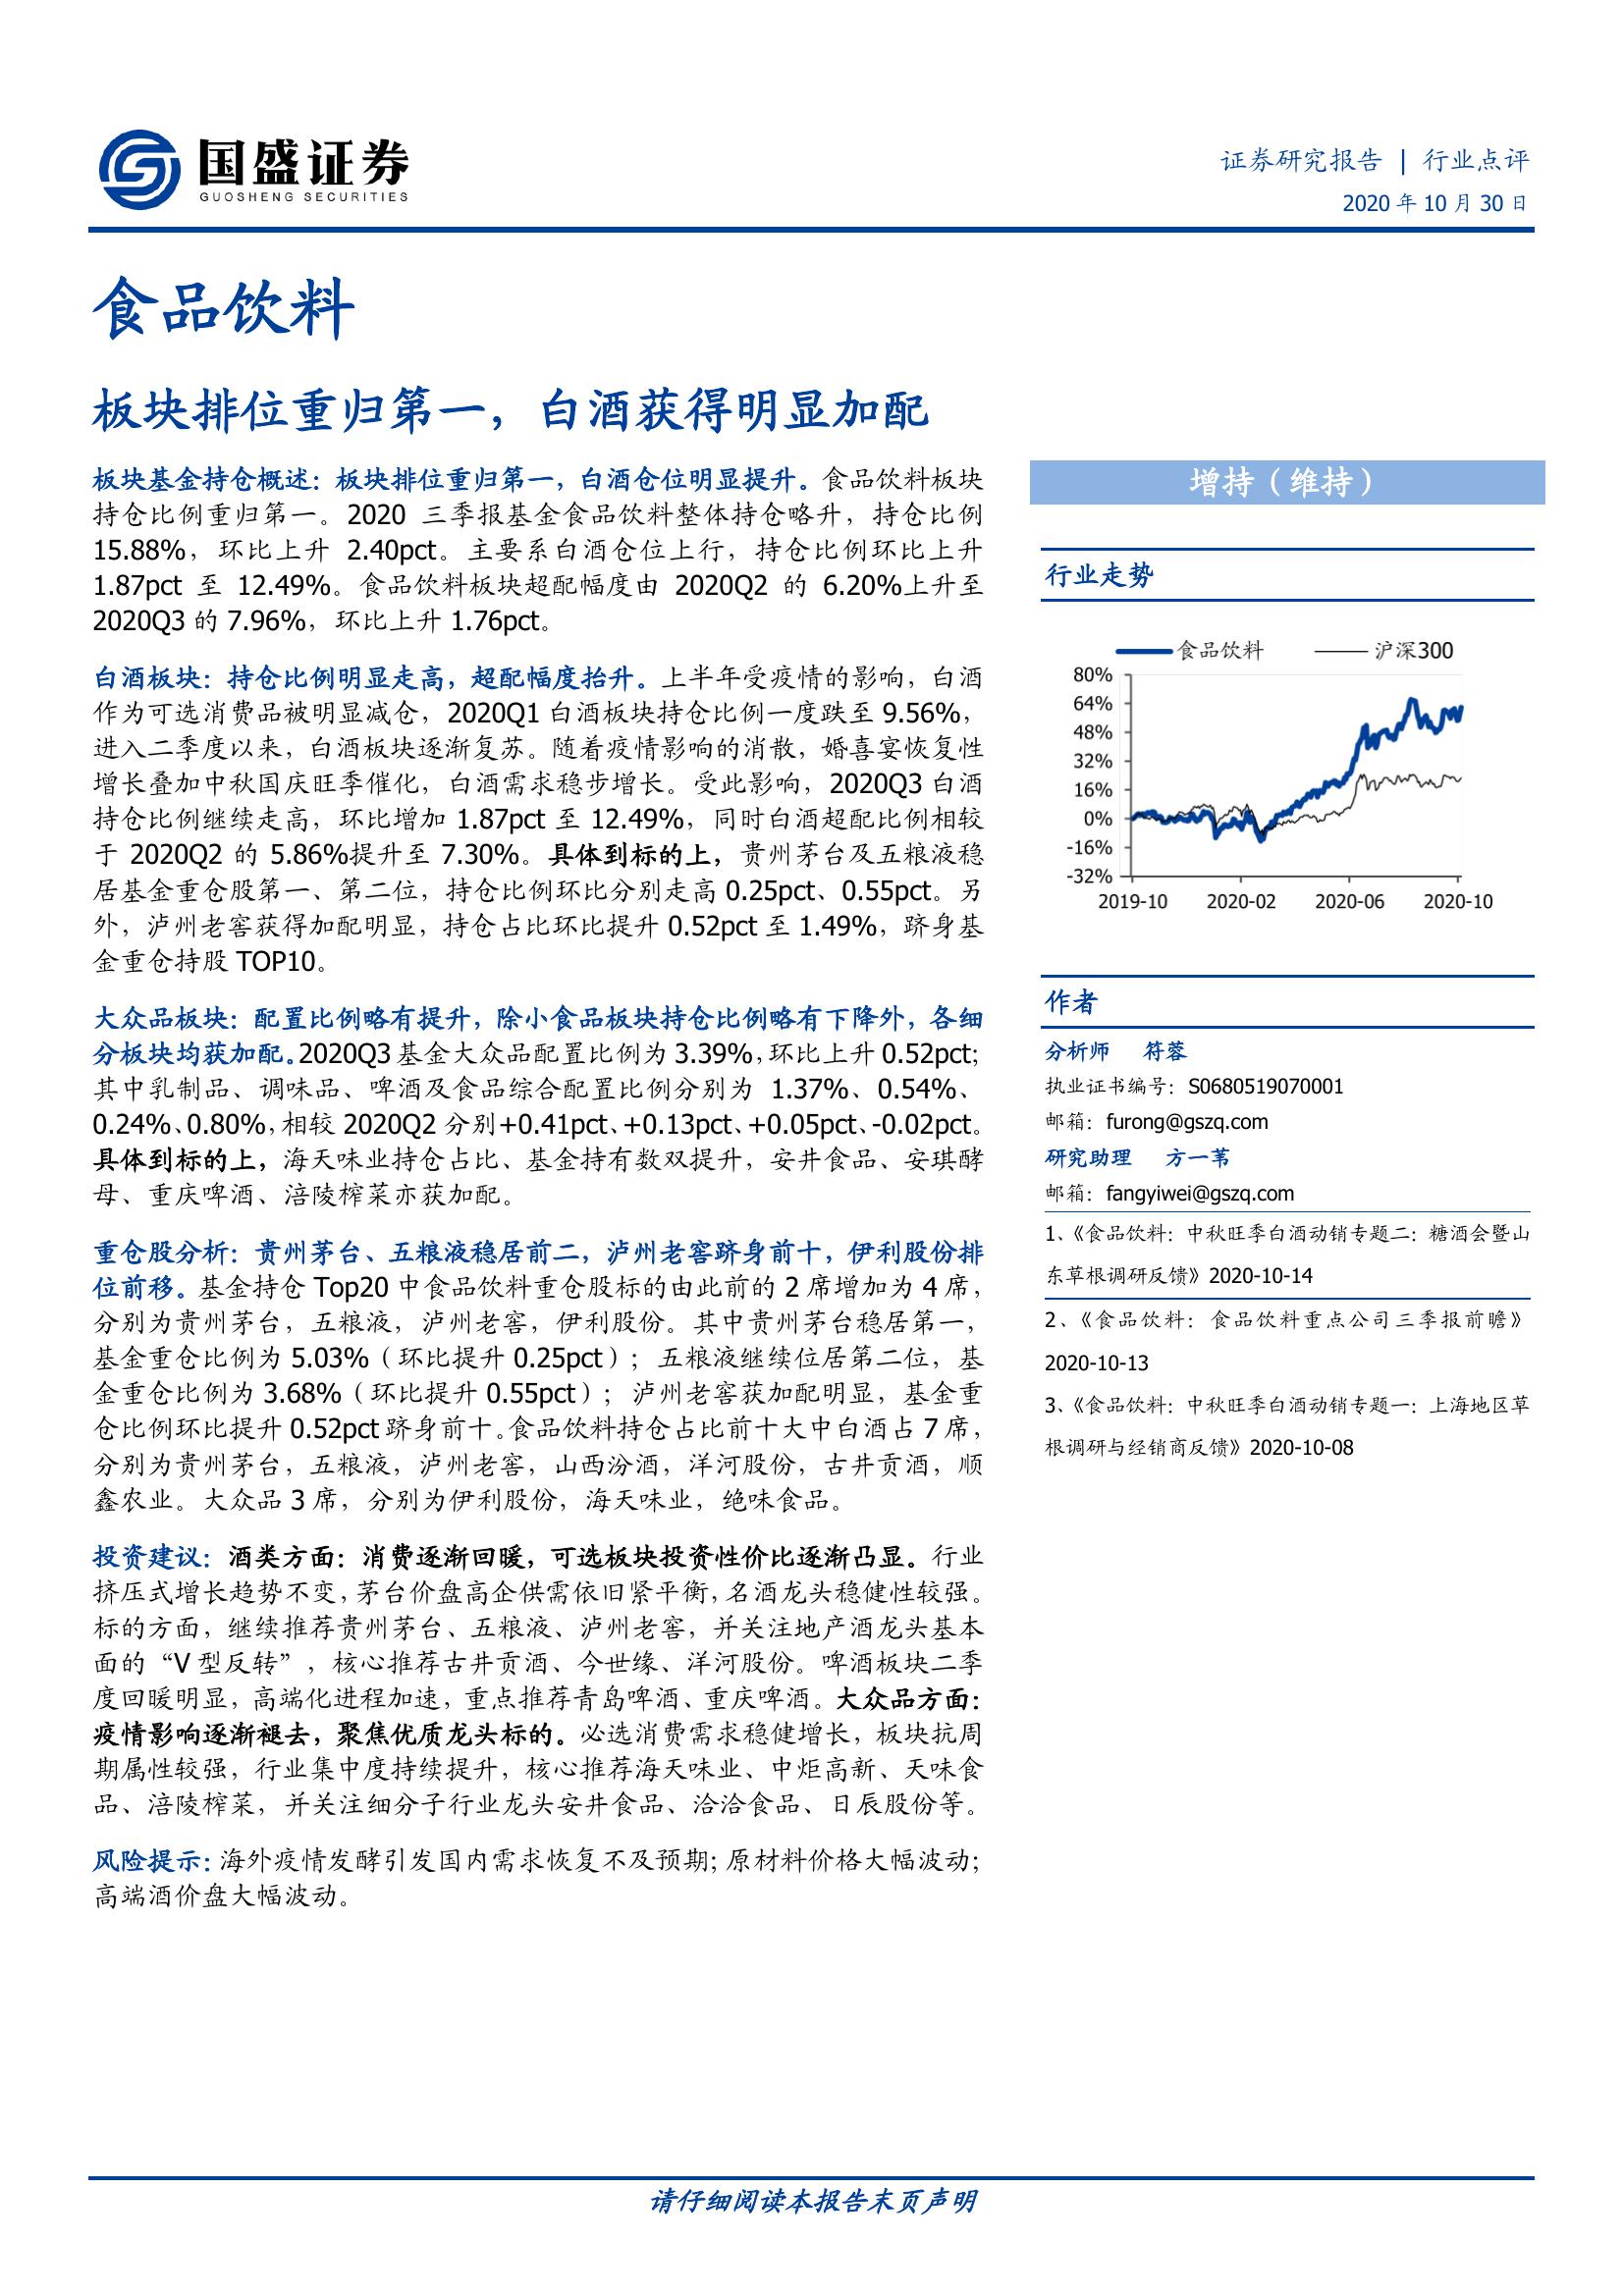 国盛证券
GUOSHENG SECURITIES
证券研究报告 | 行业点评
2020 年 10 月 30 日
食品饮料
板块排位重归第一，白酒获得明显加配
板块基金持仓概述：板块排位重归第一，白酒仓位明显提升。食品饮料板块
持仓比例重归第一。2020 三季报基金食品饮料整体持仓略升，持仓比例
15.88%，环比上升 2.40pct。主要系白酒仓位上行，持仓比例环比上升
1.87pct 至 12.49%。食品饮料板块超配幅度由 2020Q2 的 6.20%上升至
2020Q3 的 7.96%，环比上升 1.76pct。
白酒板块：持仓比例明显走高，超配幅度抬升。上半年受疫情的影响，白酒
作为可选消费品被明显减仓，2020Q1 白酒板块持仓比例一度跌至 9.56%，
进入二季度以来，白酒板块逐渐复苏。随着疫情影响的消散，婚喜宴恢复性
增长叠加中秋国庆旺季催化，白酒需求稳步增长。受此影响，2020Q3 白酒
持仓比例继续走高，环比增加 1.87pct 至 12.49%，同时白酒超配比例相较
于 2020Q2 的 5.86%提升至 7.30%。具体到标的上，贵州茅台及五粮液稳
居基金重仓股第一、第二位，持仓比例环比分别走高 0.25pct、0.55pct。另
外，泸州老窖获得加配明显，持仓占比环比提升 0.52pct 至 1.49%，跻身基
金重仓持股 TOP10。
大众品板块：配置比例略有提升，除小食品板块持仓比例略有下降外，各细
分板块均获加配。2020Q3 基金大众品配置比例为 3.39%，环比上升 0.52pct；
其中乳制品、调味品、啤酒及食品综合配置比例分别为 1.37%、0.54%、
0.24%、0.80%，相较 2020Q2 分别+0.41pct、+0.13pct、+0.05pct、-0.02pct。
具体到标的上，海天味业持仓占比、基金持有数双提升，安井食品、安琪酵
母、重庆啤酒、涪陵榨菜亦获加配。
重仓股分析：贵州茅台、五粮液稳居前二，泸州老窖跻身前十，伊利股份排
位前移。基金持仓 Top20 中食品饮料重仓股标的由此前的 2 席增加为 4 席，
分别为贵州茅台，五粮液，泸州老窖，伊利股份。其中贵州茅台稳居第一，
基金重仓比例为 5.03%（环比提升 0.25pct）；五粮液继续位居第二位，基
金重仓比例为 3.68%（环比提升 0.55pct）；泸州老窖获加配明显，基金重
仓比例环比提升 0.52pct 跻身前十。食品饮料持仓占比前十大中白酒占 7 席，
分别为贵州茅台，五粮液，泸州老窖，山西汾酒，洋河股份，古井贡酒，顺
鑫农业。大众品 3 席，分别为伊利股份，海天味业，绝味食品。
投资建议：酒类方面：消费逐渐回暖，可选板块投资性价比逐渐凸显。行业
挤压式增长趋势不变，茅台价盘高企供需依旧紧平衡，名酒龙头稳健性较强。
标的方面，继续推荐贵州茅台、五粮液、泸州老窖，并关注地产酒龙头基本
面的“V 型反转”，核心推荐古井贡酒、今世缘、洋河股份。啤酒板块二季
度回暖明显，高端化进程加速，重点推荐青岛啤酒、重庆啤酒。大众品方面：
疫情影响逐渐褪去，聚焦优质龙头标的。必选消费需求稳健增长，板块抗周
期属性较强，行业集中度持续提升，核心推荐海天味业、中炬高新、天味食
品、涪陵榨菜，并关注细分子行业龙头安井食品、洽洽食品、日辰股份等。
风险提示：海外疫情发酵引发国内需求恢复不及预期；原材料价格大幅波动；
高端酒价盘大幅波动。
增持（维持）
行业走势
食品饮料 沪深300
80%
64%
48%
32%
16%
0%
-16%
-32%
2019-10 2020-02 2020-06 2020-10
作者
分析师 符蓉
执业证书编号：S0680519070001
邮箱：furong@gszq.com
研究助理 方一苇
邮箱：fangyiwei@gszq.com
1、《食品饮料：中秋旺季白酒动销专题二：糖酒会暨山
东草根调研反馈》2020-10-14
2、《食品饮料：食品饮料重点公司三季报前瞻》
2020-10-13
3、《食品饮料：中秋旺季白酒动销专题一：上海地区草
根调研与经销商反馈》2020-10-08
请仔细阅读本报告末页声明